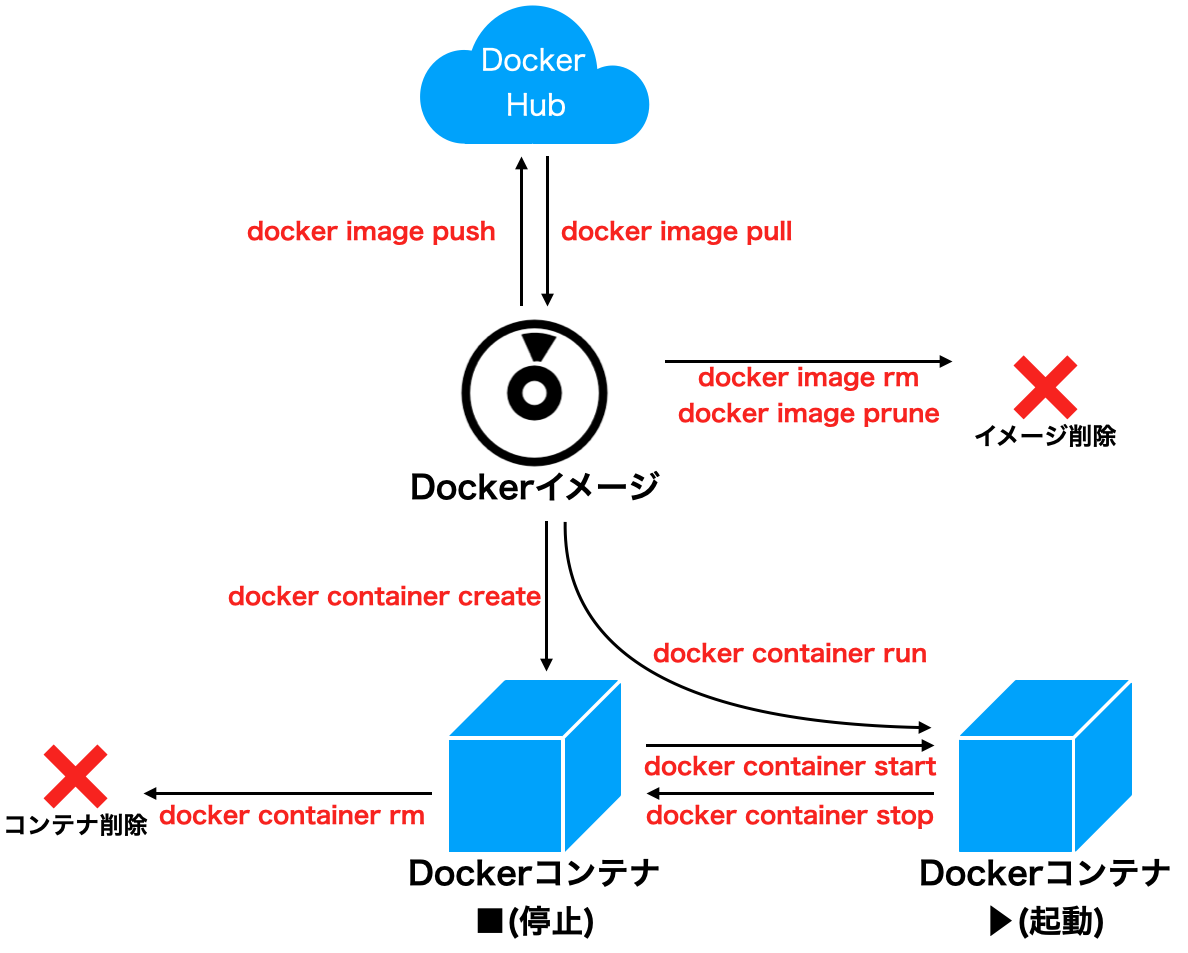 Docker
Hub
docker image push
docker image pull
docker image rm
docker image prune
イメージ削除
Dockerイメージ
docker container create
docker container run
docker container start
docker container stop
docker container rm
コンテナ削除
Dockerコンテナ
■(停止)
Dockerコンテナ
▶(起動)